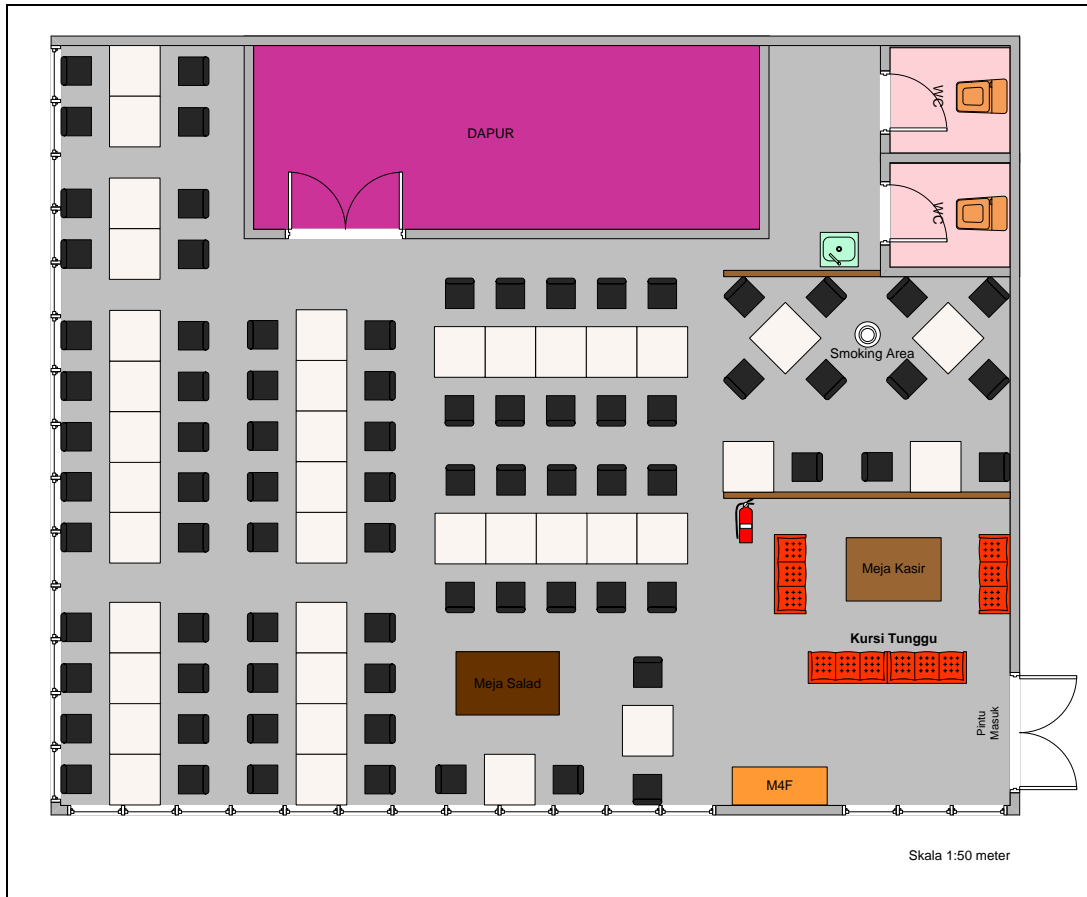 DAPUR
WC
WC
Smoking Area
Meja Kasir
Kursi Tunggu
Meja Salad
Pintu
Masuk
M4F
Skala 1:50 meter